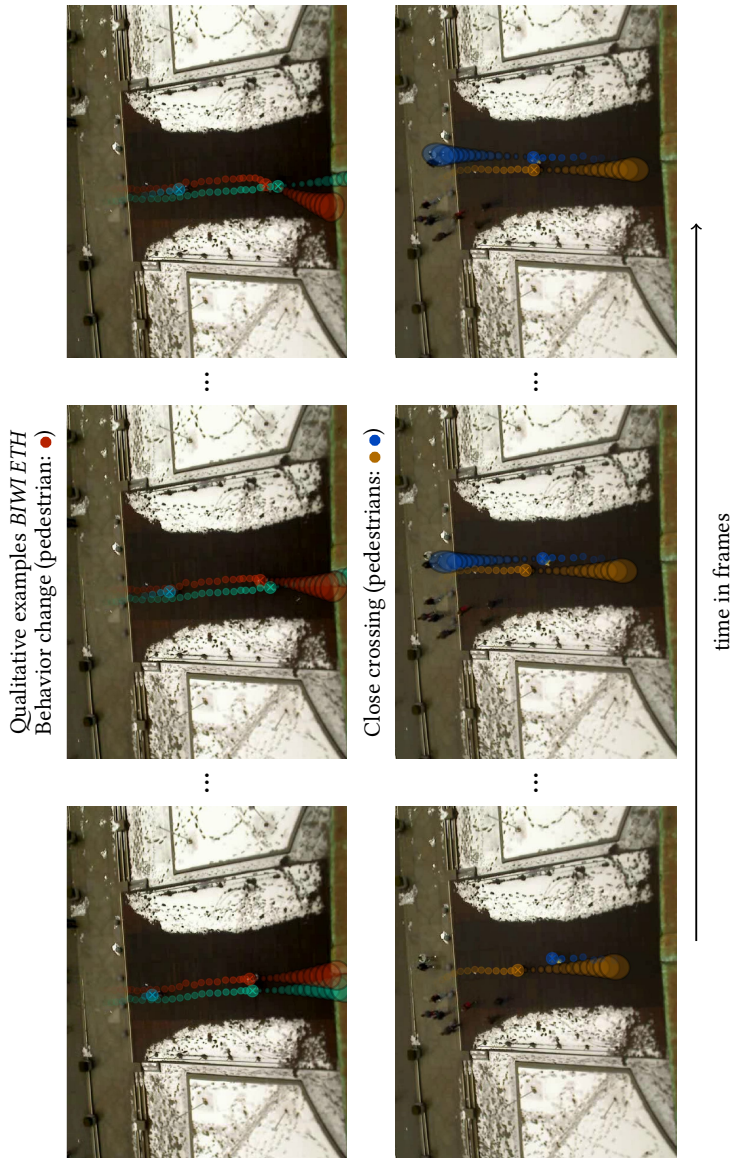 Qualitative examples BIWI ETH
Behavior change (pedestrian: ●)
... ...
Close crossing (pedestrians: ● ●)
... ...
time in frames